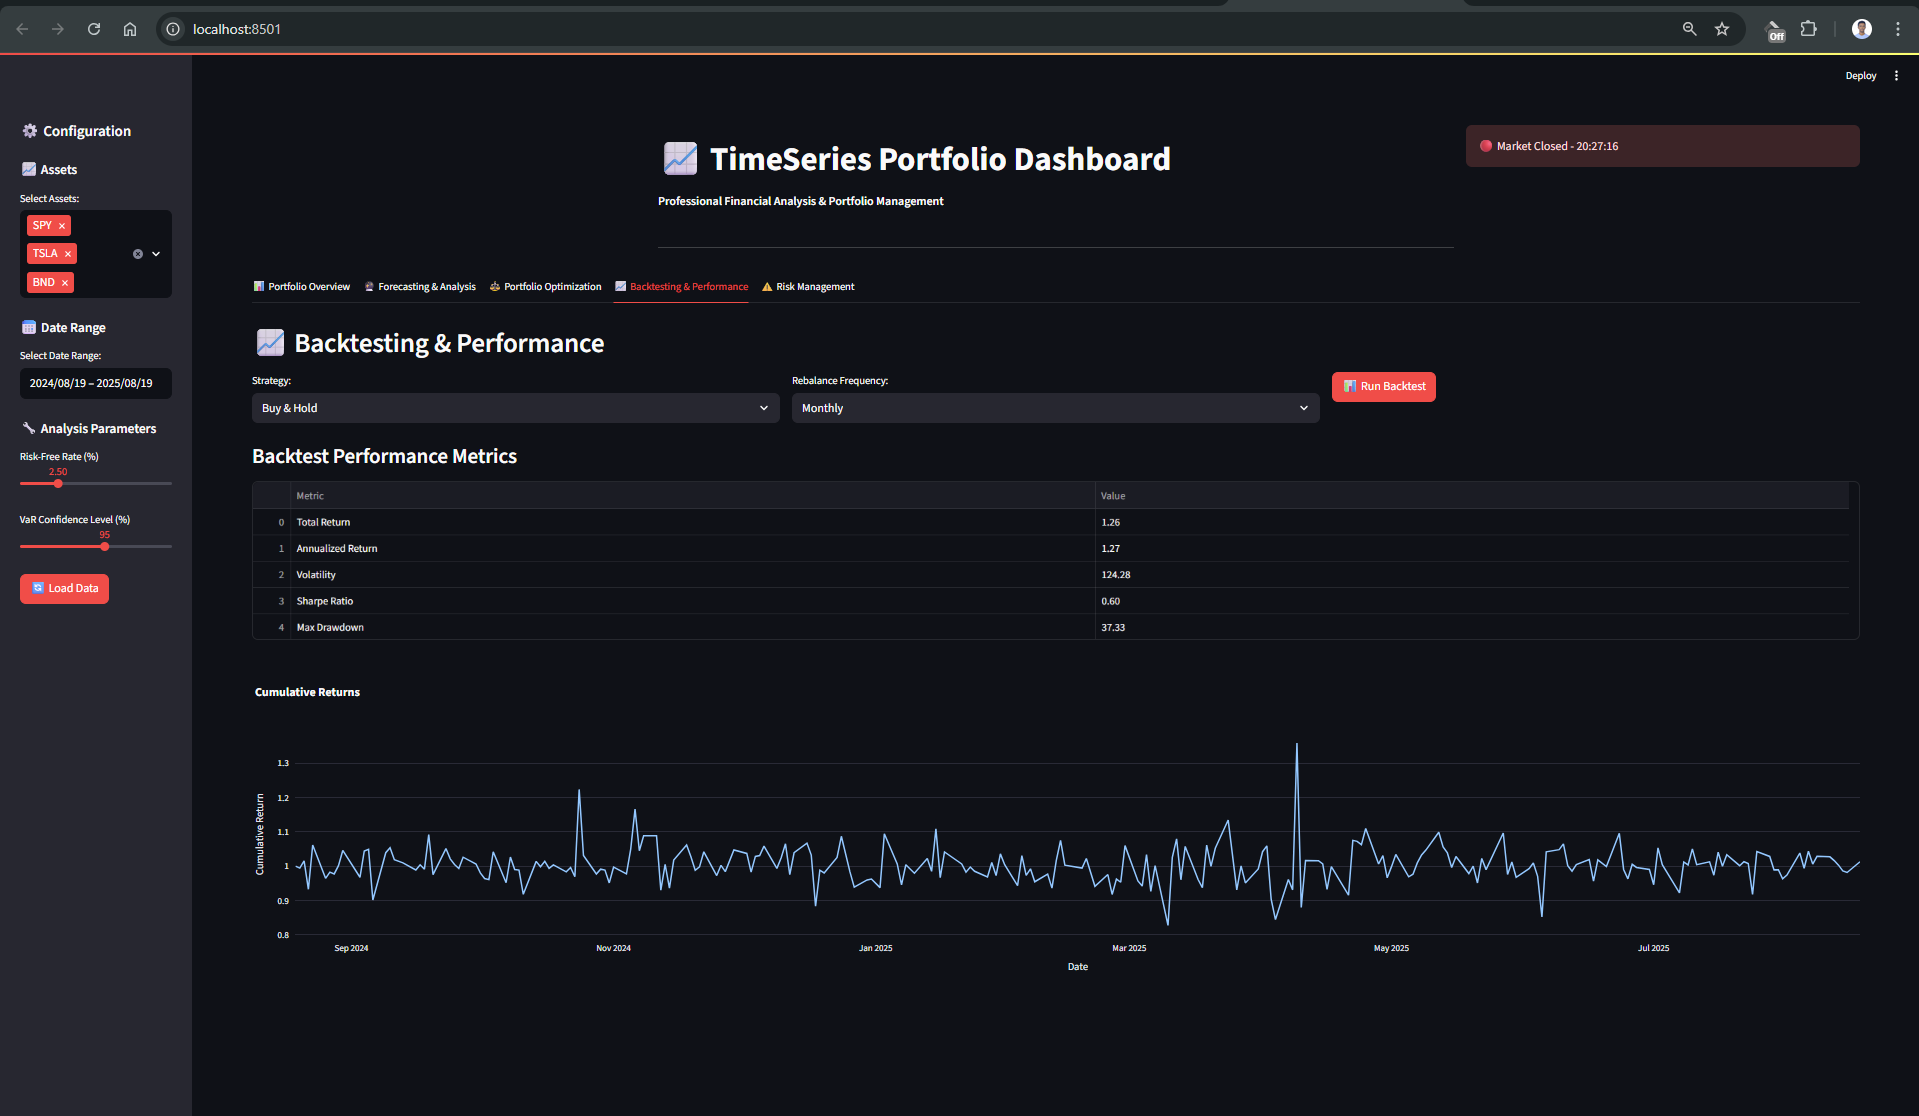 localhost:8501
Off
Deploy
Configuration
Assets
Select Assets:
SPY ×
TSLA ×
BND ×
Date Range
Select Date Range:
2024/08/19 – 2025/08/19
Analysis Parameters
Risk-Free Rate (%)
2.50
VaR Confidence Level (%)
95
Load Data
TimeSeries Portfolio Dashboard
Professional Financial Analysis & Portfolio Management
Market Closed - 20:27:16
Portfolio Overview Forecasting & Analysis Portfolio Optimization Backtesting & Performance Risk Management
Backtesting & Performance
Strategy:
Buy & Hold
Rebalance Frequency:
Monthly
Run Backtest
Backtest Performance Metrics
Metric Value
0 Total Return 1.26
1 Annualized Return 1.27
2 Volatility 124.28
3 Sharpe Ratio 0.60
4 Max Drawdown 37.33
Cumulative Returns
Cumulative Return
1.3
1.2
1.1
1
0.9
0.8
Sep 2024 Nov 2024 Jan 2025 Mar 2025 May 2025 Jul 2025
Date